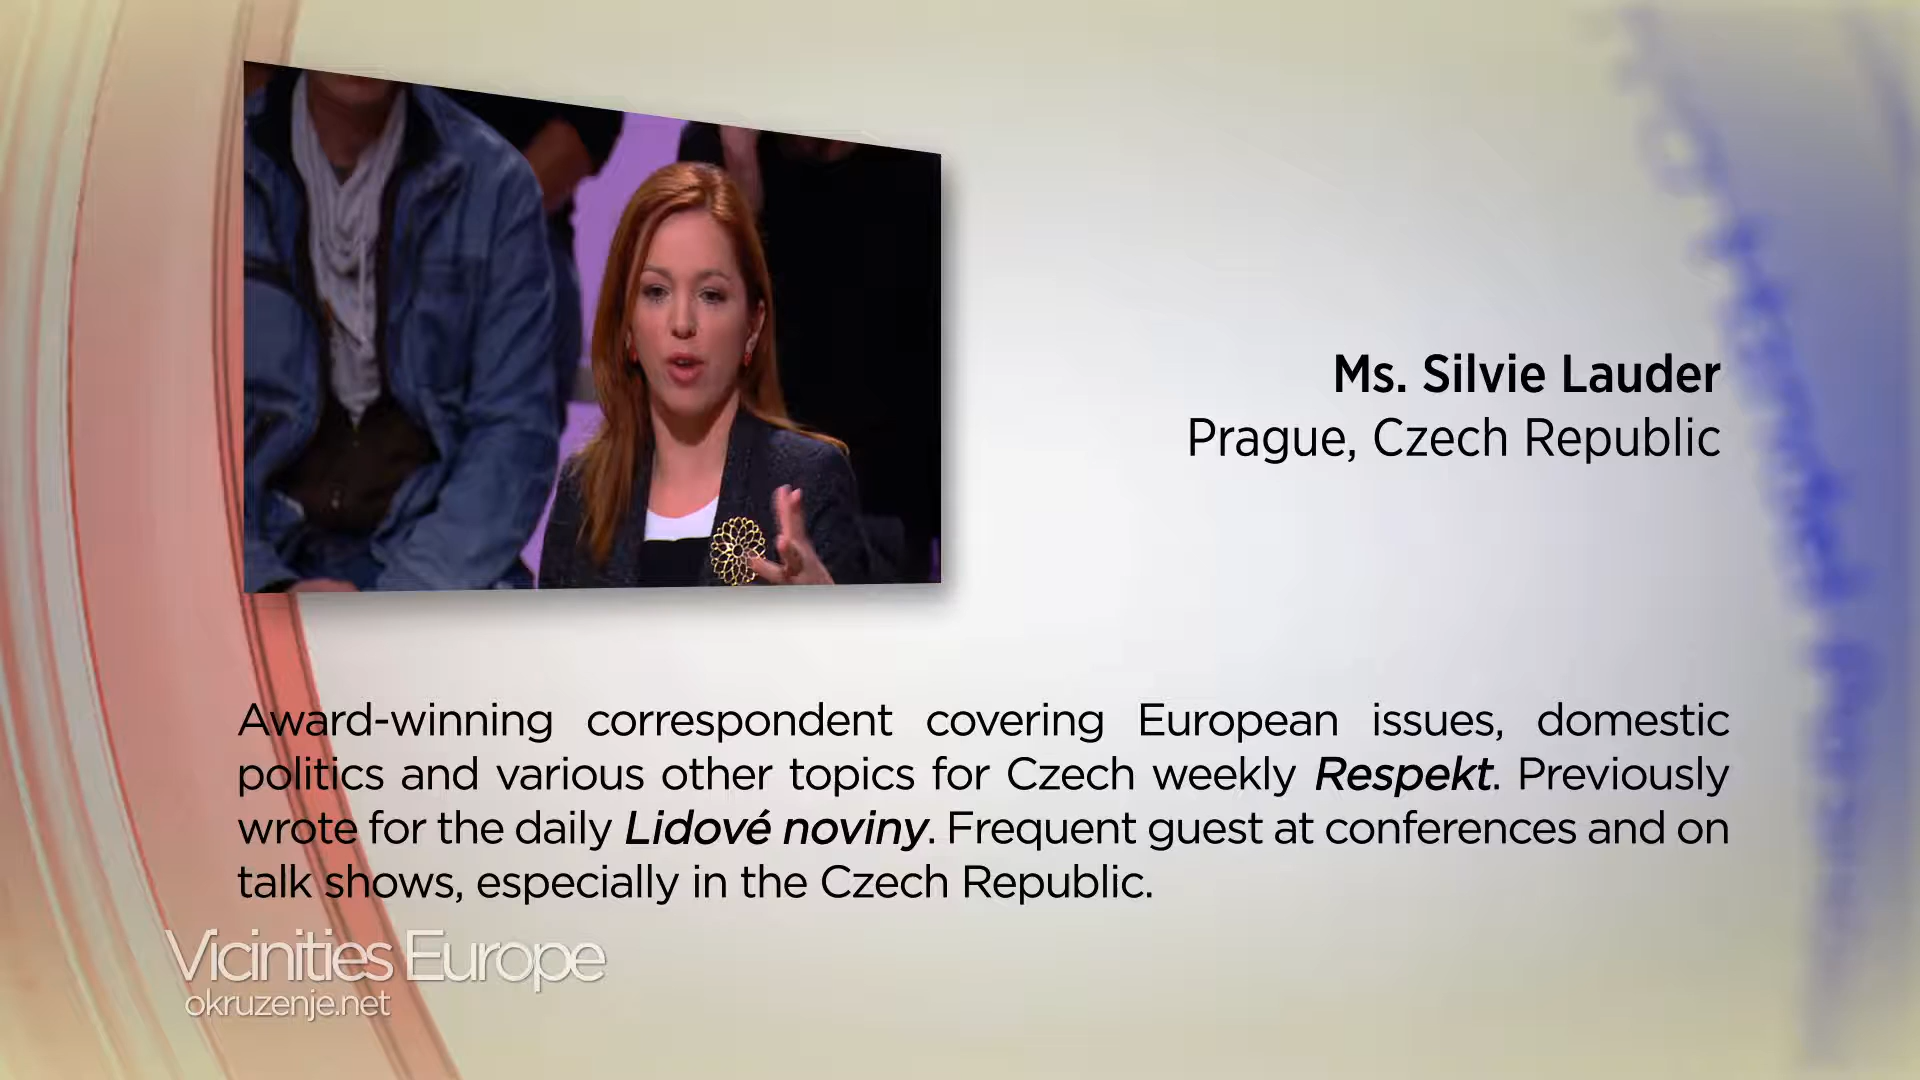 Ms. Silvie Lauder
Prague, Czech Republic
Award-winning correspondent covering European issues, domestic
politics and various other topics for Czech weekly Respekt. Previously
wrote for the daily Lidové noviny. Frequent guest at conferences and on
talk shows, especially in the Czech Republic.
Vicinities Europe
okruzenje.net